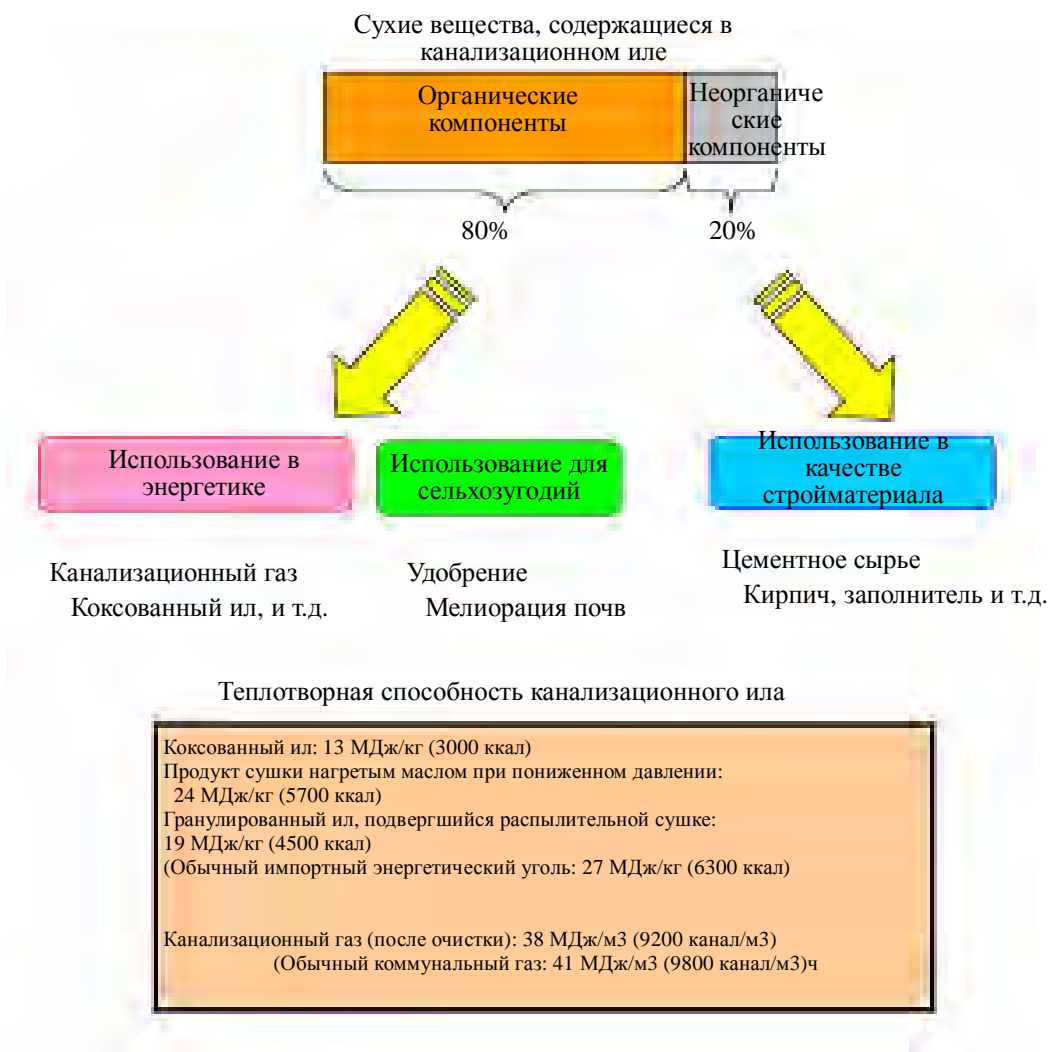 Сухие вещества, содержащиеся в
канализационном иле
Органические
компоненты
Неорганиче
ские
компоненты
80%
20%
Использование в
энергетике
Использование для
сельхозугодий
Использование в
качестве
стройматериала
Канализационный газ
Коксованный ил, и т.д.
Удобрение
Мелиорация почв
Цементное сырье
Кирпич, заполнитель и т.д.
Теплотворная способность канализационного ила
Коксованный ил: 13 МДж/кг (3000 ккал)
Продукт сушки нагретым маслом при пониженном давлении:
24 МДж/кг (5700 ккал)
Гранулированный ил, подвергшийся распылительной сушке:
19 МДж/кг (4500 ккал)
(Обычный импортный энергетический уголь: 27 МДж/кг (6300 ккал)
Канализационный газ (после очистки): 38 МДж/м3 (9200 канал/м3)
(Обычный коммунальный газ: 41 МДж/м3 (9800 канал/м3)ч